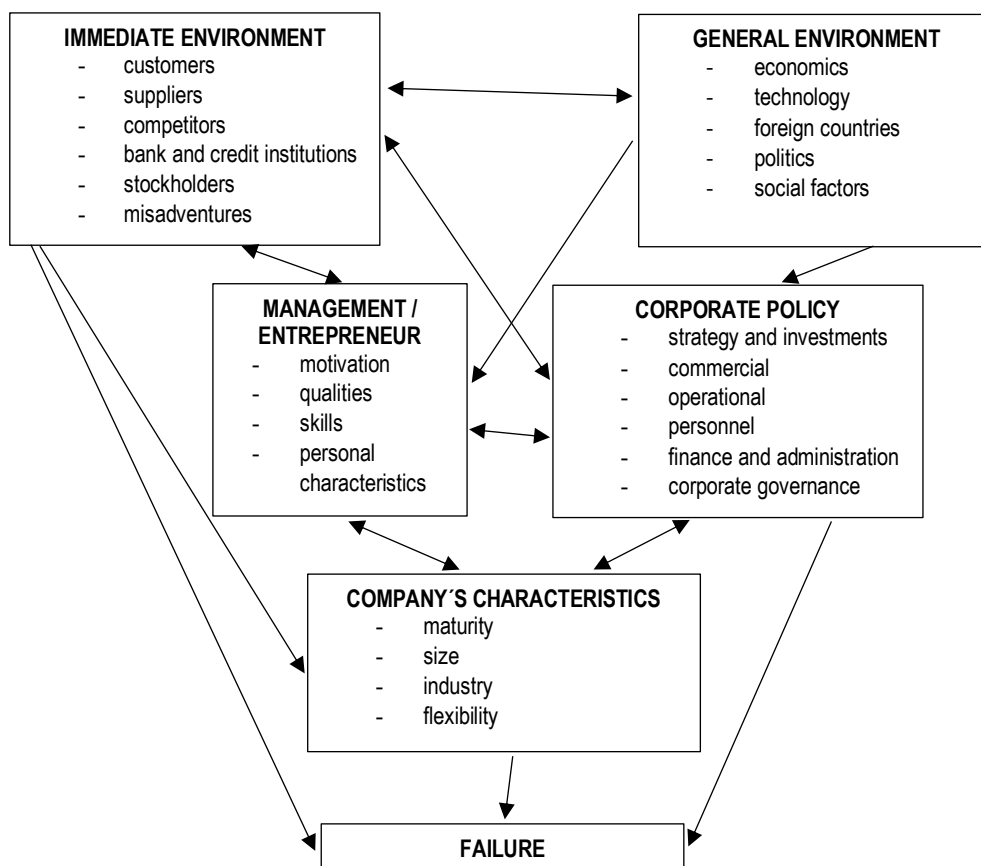 IMMEDIATE ENVIRONMENT
- customers
- suppliers
- competitors
- bank and credit institutions
- stockholders
- misadventures
GENERAL ENVIRONMENT
- economics
- technology
- foreign countries
- politics
- social factors
MANAGEMENT /
ENTREPRENEUR
- motivation
- qualities
- skills
- personal
characteristics
CORPORATE POLICY
- strategy and investments
- commercial
- operational
- personnel
- finance and administration
- corporate governance
COMPANY´S CHARACTERISTICS
- maturity
- size
- industry
- flexibility
FAILURE